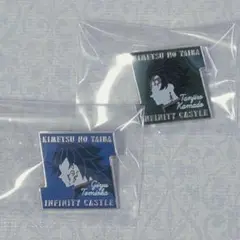 KIMETSU NO YAIBA
Tanjiro
Kamado
INFINITY CASTLE
KIMETSU NO YAIBA
Giyu
Tomioka
INFINITY CASTLE